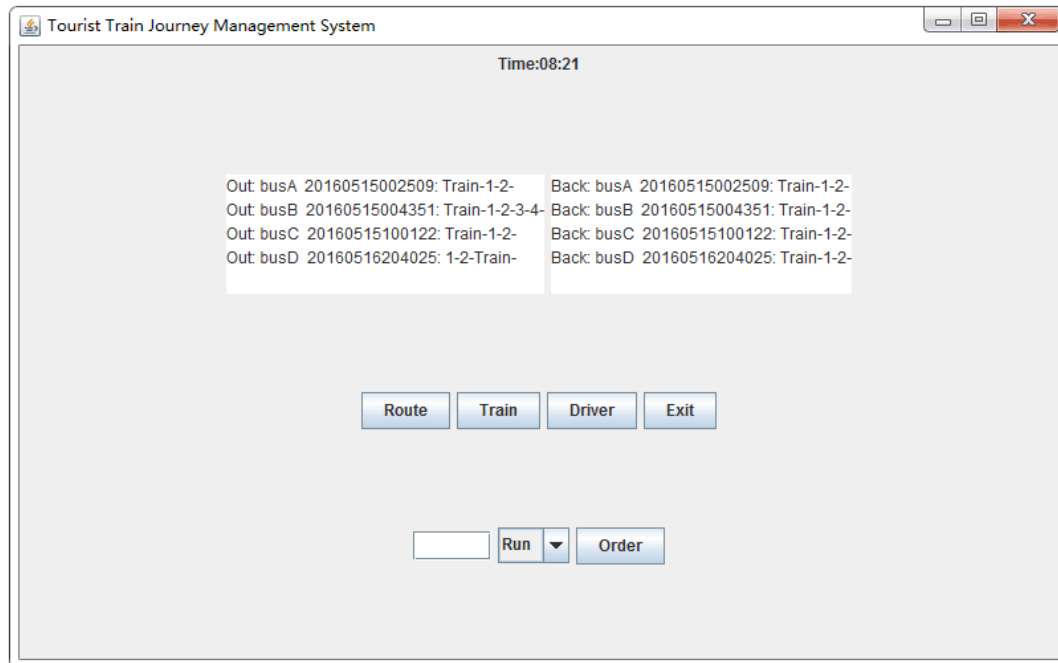 Tourist Train Journey Management System
Time:08:21
Out: busA 20160515002509: Train-1-2-
Out: busB 20160515004351: Train-1-2-3-4-
Out: busC 20160515100122: Train-1-2-
Out: busD 20160516204025: 1-2-Train-
Back: busA 20160515002509: Train-1-2-
Back: busB 20160515004351: Train-1-2-
Back: busC 20160515100122: Train-1-2-
Back: busD 20160516204025: Train-1-2-
Route Train Driver Exit
Run Order